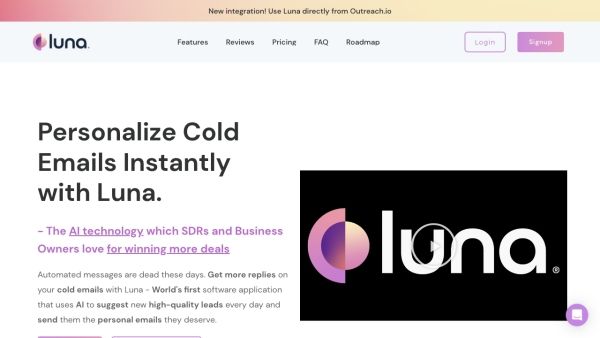 New integration! Use Luna directly from Outreach.io
luna.
Features Reviews Pricing FAQ Roadmap Login Signup
Personalize Cold
Emails Instantly
with Luna.
- The AI technology which SDRs and Business
Owners love for winning more deals
Automated messages are dead these days. Get more replies on
your cold emails with Luna - World's first software application
that uses AI to suggest new high-quality leads every day and
send them the personal emails they deserve.
luna®